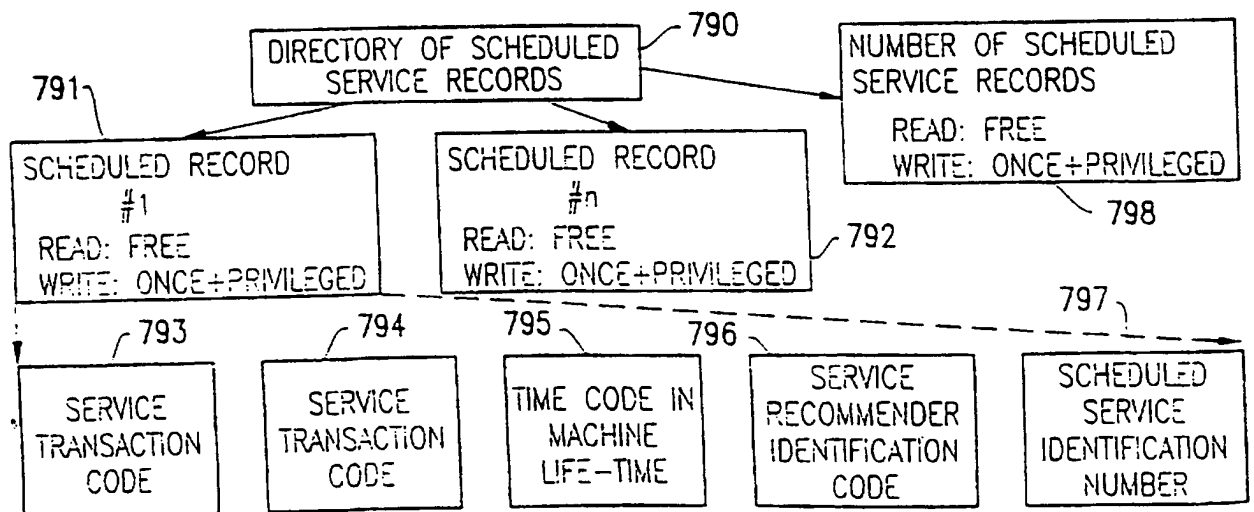 790
DIRECTORY OF SCHEDULED
SERVICE RECORDS
NUMBER OF SCHEDULED
SERVICE RECORDS
READ: FREE
WRITE: ONCE+PRIVILEGED
798
791
SCHEDULED RECORD
#1
READ: FREE
WRITE: ONCE+PRIVILEGED
SCHEDULED RECORD
#n
READ: FREE
WRITE: ONCE+PRIVILEGED
792
793
SERVICE
TRANSACTION
CODE
794
SERVICE
TRANSACTION
CODE
795
TIME CODE IN
MACHINE
LIFE-TIME
796
SERVICE
RECOMMENDER
IDENTIFICATION
CODE
797
SCHEDULED
SERVICE
IDENTIFICATION
NUMBER